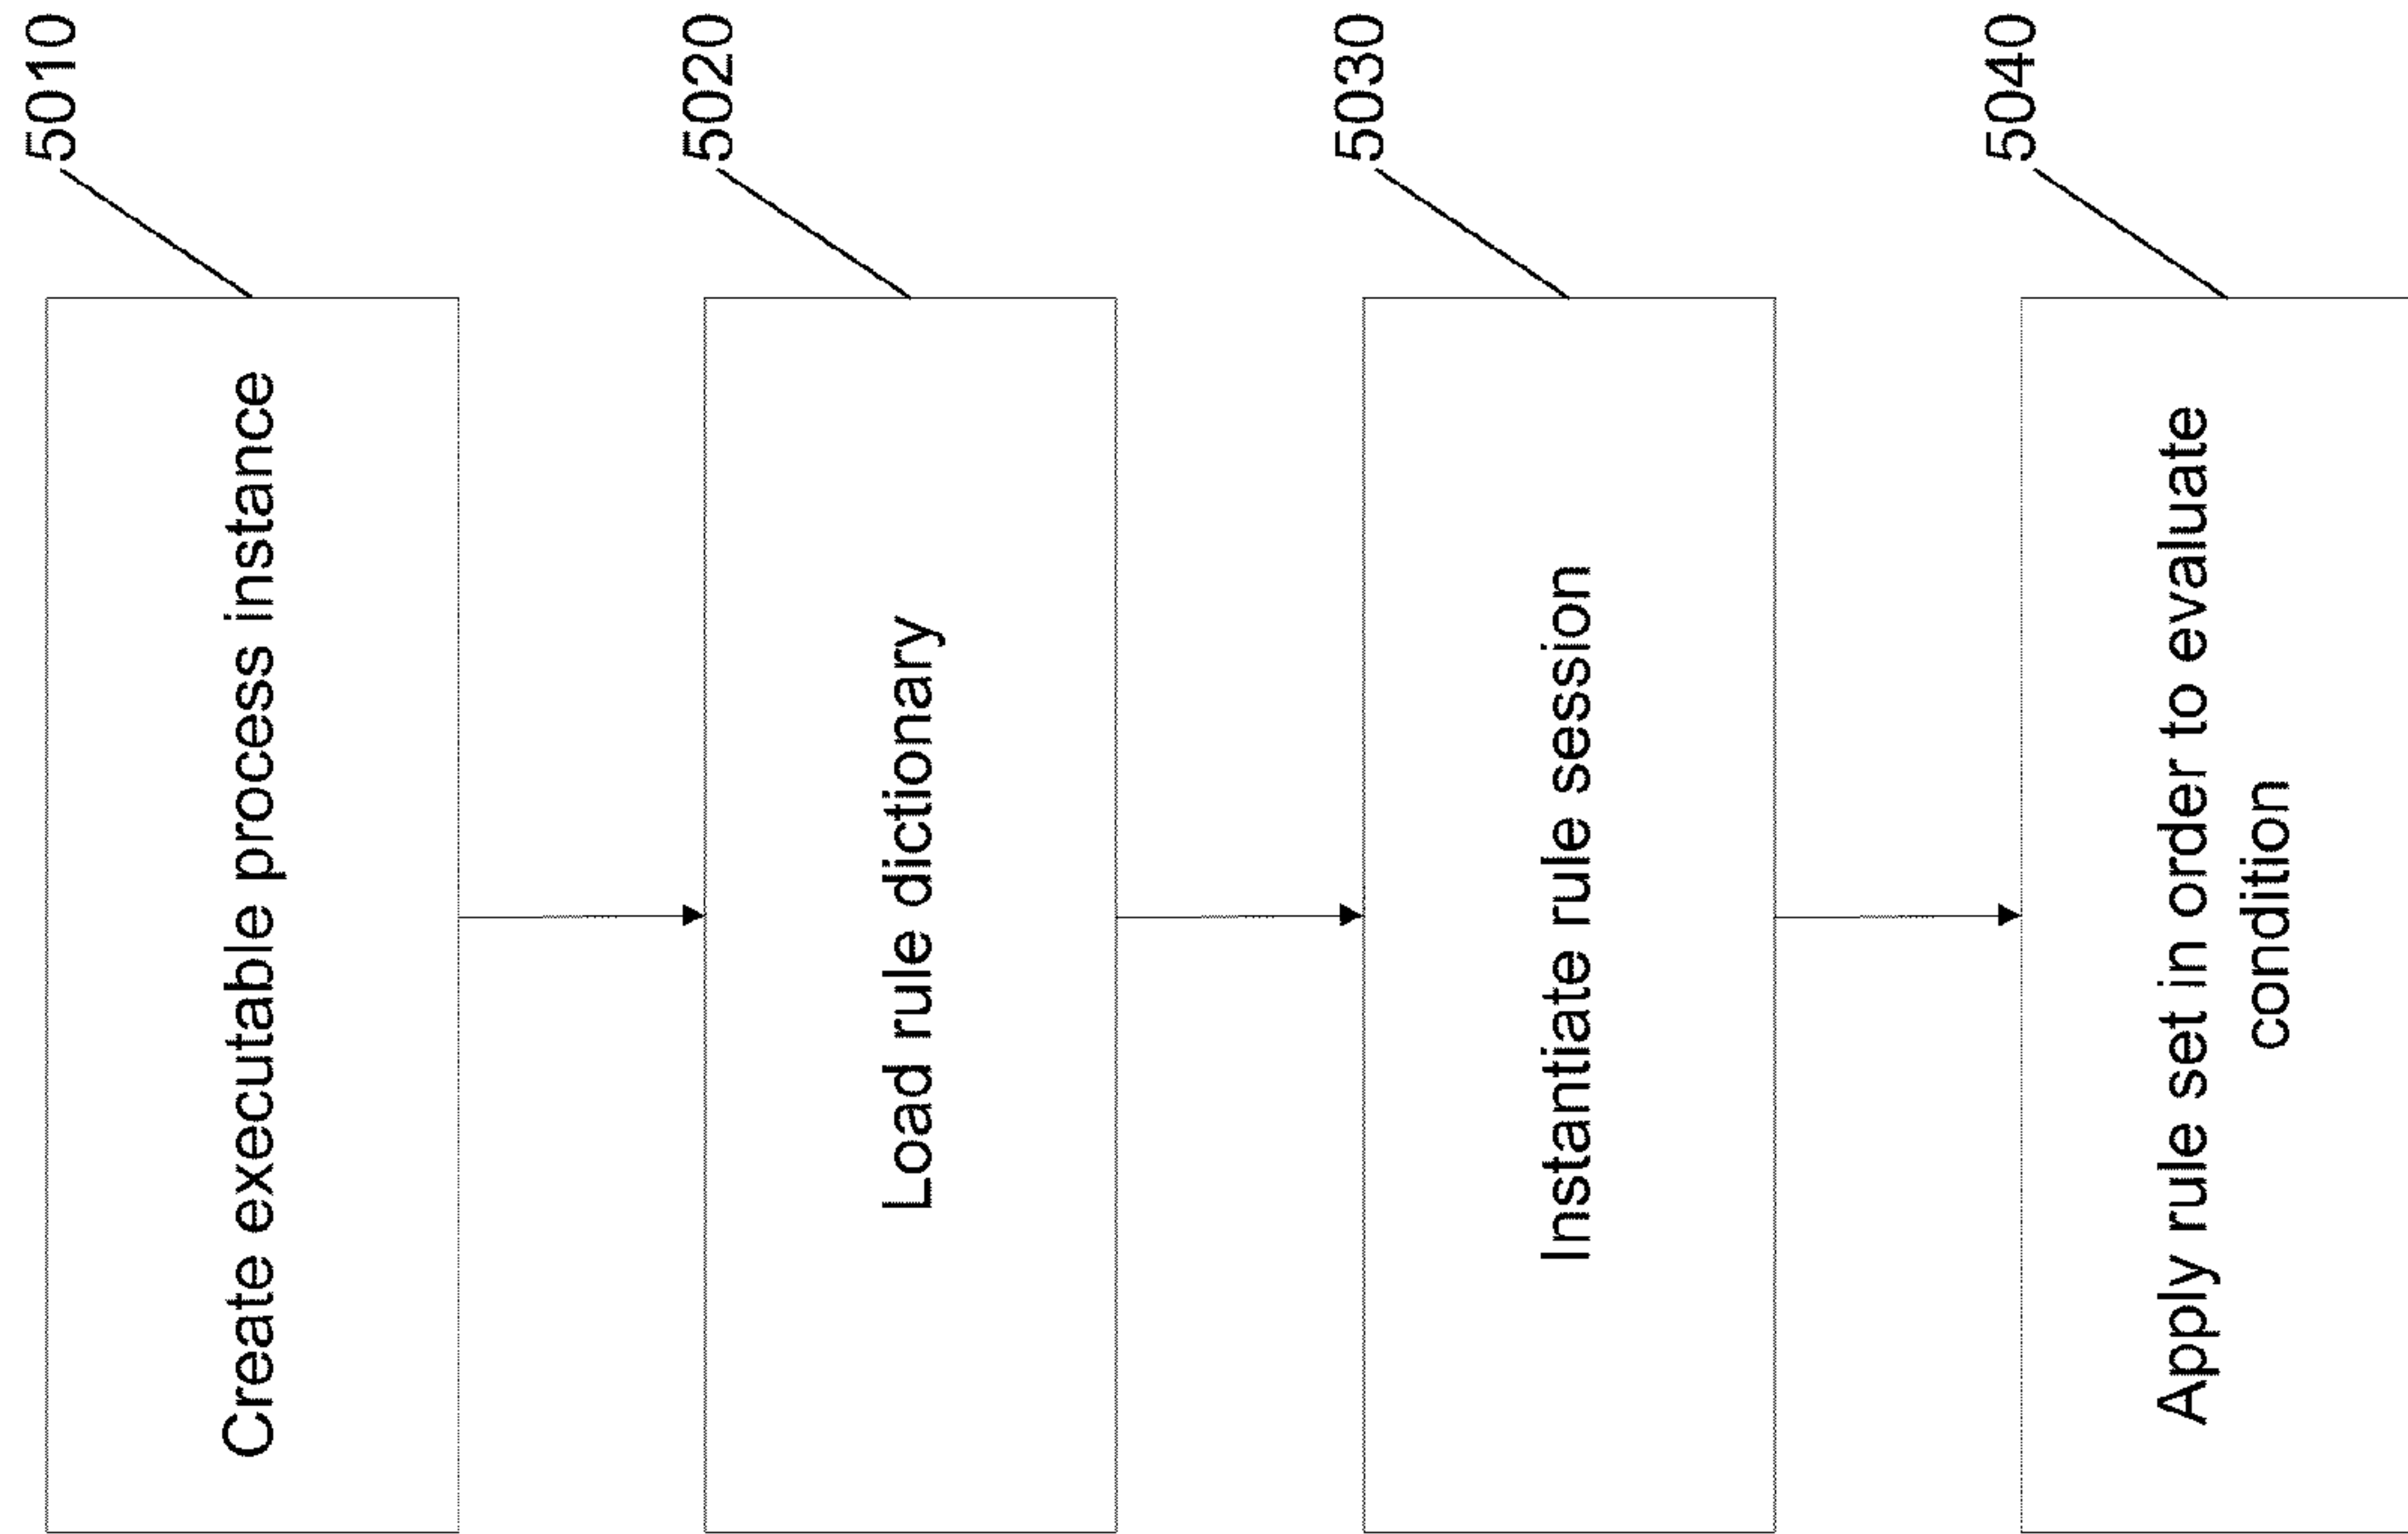 5010
Create executable process instance
5020
Load rule dictionary
5030
Instantiate rule session
5040
Apply rule set in order to evaluate
condition